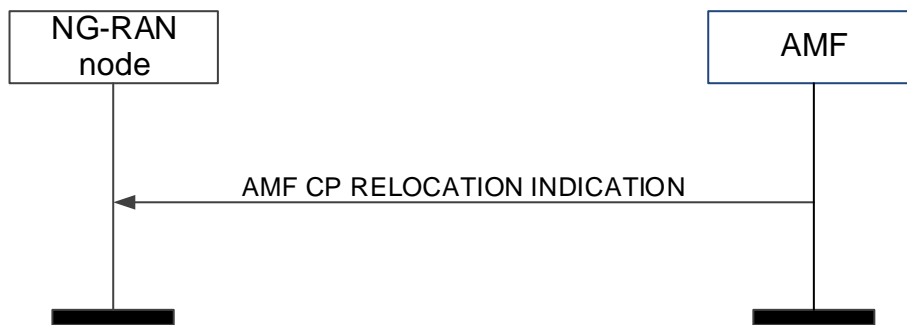 NG-RAN
node
AMF
AMF CP RELOCATION INDICATION